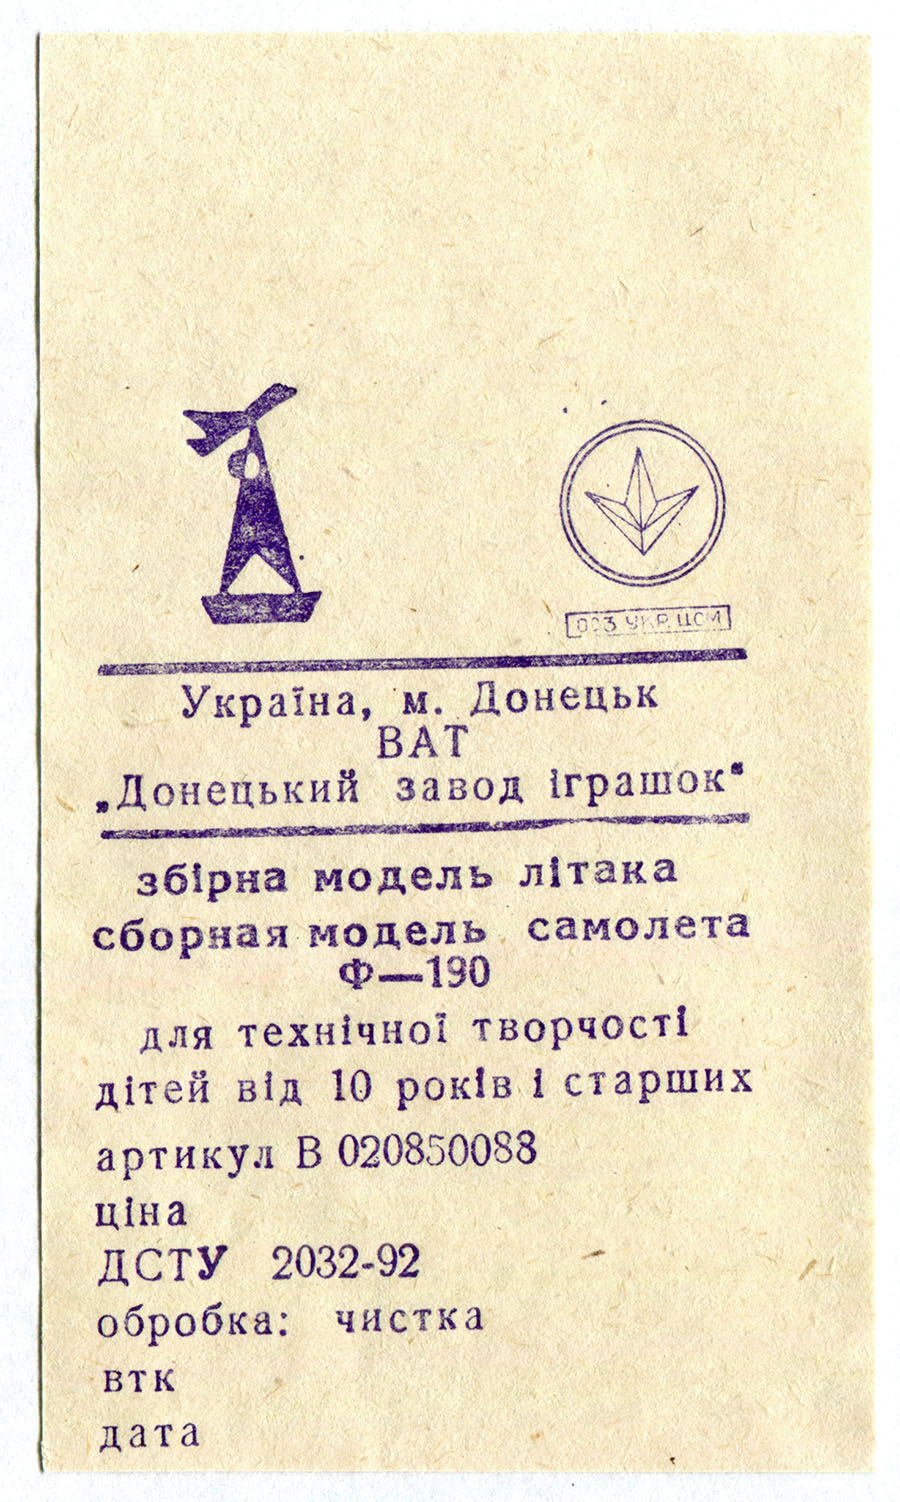 003 УКР ЦСМ
Україна, м. Донецьк
ВАТ
„Донецький завод іграшок“
збірна модель літака
сборная модель самолета
Ф—190
для технічної творчості
дітей від 10 років і старших
артикул В 020850088
ціна
ДСТУ 2032-92
обробка: чистка
втк
дата